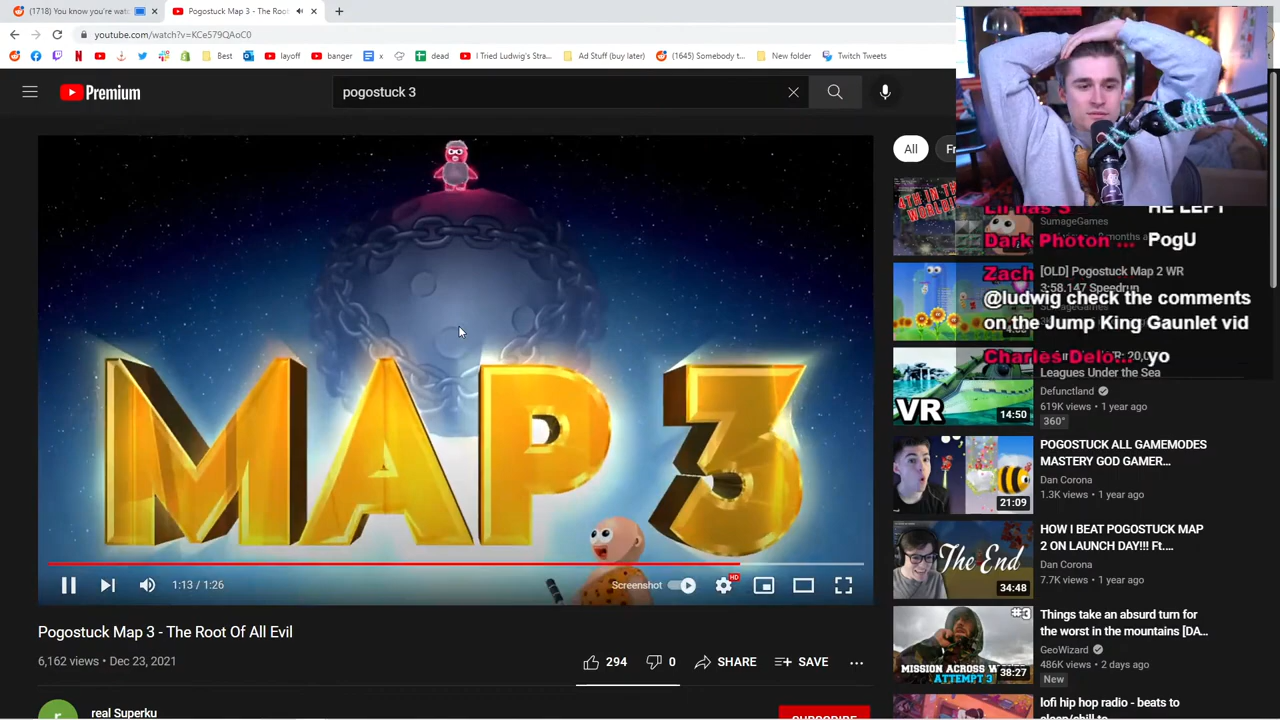 (1718) You know you're wat
Pogostuck Map 3 - The Root
youtube.com/watch?v=KCe579QAoC0
Best
layoff
banger
x
dead
I Tried Ludwig's Stra...
Ad Stuff (buy later)
(1645) Somebody t...
New folder
Twitch Tweets
Premium
pogostuck 3
MAP 3
1:13 / 1:26
Screenshot
HD
Pogostuck Map 3 - The Root Of All Evil
6,162 views • Dec 23, 2021
294
0
SHARE
SAVE
real Superku
SUBSCRIBE
All
4TH IN THE
WORLD
SumageGames
[OLD] Pogostuck Map 2 WR
3:58.147 Speedrun
VR
14:50
Leagues Under the Sea
Defunctland
619K views • 1 year ago
360°
21:09
POGOSTUCK ALL GAMEMODES
MASTERY GOD GAMER...
Dan Corona
1.3K views • 1 year ago
The End
34:48
HOW I BEAT POGOSTUCK MAP
2 ON LAUNCH DAY!!! Ft....
Dan Corona
7.7K views • 1 year ago
#3
MISSION ACROSS
ATTEMPT 3
38:27
Things take an absurd turn for
the worst in the mountains [DA...
GeoWizard
486K views • 2 days ago
New
lofi hip hop radio - beats to
HE LEFT
Dark Photon ... PogU
Zach
@ludwig check the comments
on the Jump King Gaunlet vid
Charles Delo... yo